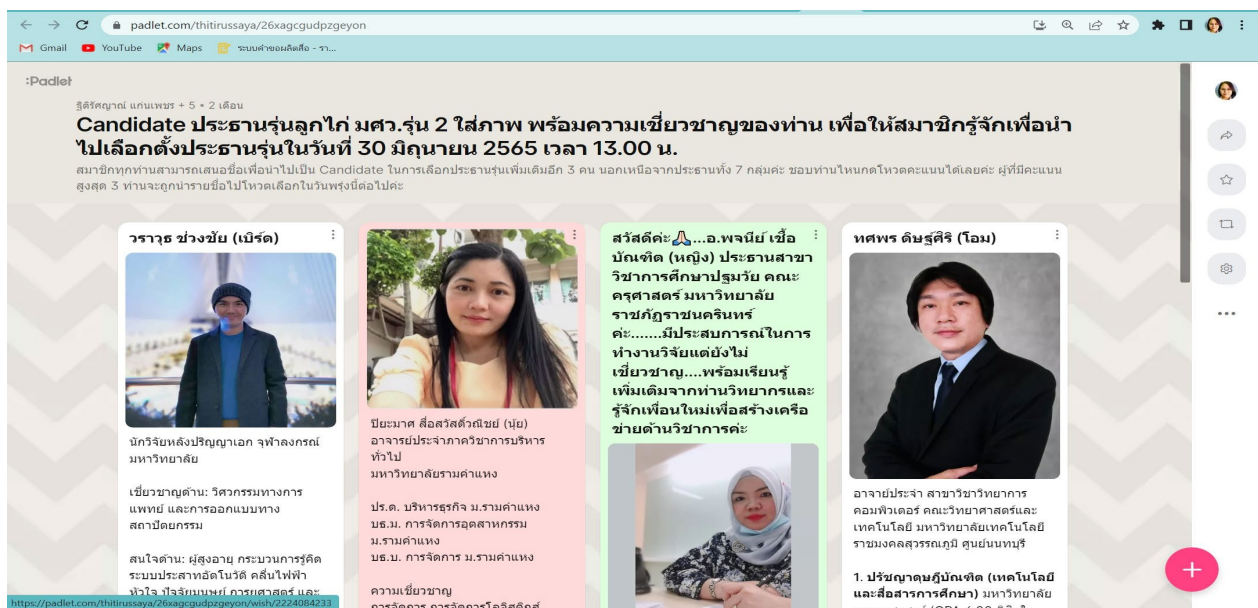 padlet.com/thitirussaya/26xagcgudpzgeyon
Gmail
YouTube
Maps
ระบบคำขอผลิตสื่อ - รา...
:Padlet
ฐิติรัศญาณ์ แก่นเพชร + 5 • 2 เดือน
Candidate ประธานรุ่นลูกไก่ มศว.รุ่น 2 ใส่ภาพ พร้อมความเชี่ยวชาญของท่าน เพื่อให้สมาชิกรู้จักเพื่อนำ
ไปเลือกตั้งประธานรุ่นในวันที่ 30 มิถุนายน 2565 เวลา 13.00 น.
สมาชิกทุกท่านสามารถเสนอชื่อเพื่อนำไปเป็น Candidate ในการเลือกประธานรุ่นเพิ่มเติมอีก 3 คน นอกเหนือจากประธานทั้ง 7 กลุ่มค่ะ ชอบท่านไหนกดโหวดคะแนนได้เลยค่ะ ผู้ที่มีคะแนน
สูงสุด 3 ท่านจะถูกนำรายชื่อไปโหวดเลือกในวันพรุ่งนี้ต่อไปค่ะ
วราวุธ ช่วงชัย (เบิร์ด)
นักวิจัยหลังปริญญาเอก จุฬาลงกรณ์
มหาวิทยาลัย
เชี่ยวชาญด้าน: วิศวกรรมทางการ
แพทย์ และการออกแบบทาง
สถาปัตยกรรม
สนใจด้าน: ผู้สูงอายุ กระบวนการรู้คิด
ระบบประสาทอัตโนวัติ คลื่นไฟฟ้า
หัวใจ ปัจจัยมนุษย์ การยศาสตร์ และ
ปิยะมาศ สื่อสวัสดิ์วณิชย์ (นุ้ย)
อาจารย์ประจำภาควิชาการบริหาร
ทั่วไป
มหาวิทยาลัยรามคำแหง
ปร.ด. บริหารธุรกิจ ม.รามคำแหง
บธ.ม. การจัดการอุตสาหกรรม
ม.รามคำแหง
บธ.บ. การจัดการ ม.รามคำแหง
ความเชี่ยวชาญ
การจัดการ การจัดการโลจิสติกส์
สวัสดีค่ะ🙏🏻...อ.พจนีย์ เชื้อ
บัณฑิต (หญิง) ประธานสาขา
วิชาการศึกษาปฐมวัย คณะ
ครุศาสตร์ มหาวิทยาลัย
ราชภัฏราชนครินทร์
ค่ะ.......มีประสบการณ์ในการ
ทำงานวิจัยแต่ยังไม่
เชี่ยวชาญ....พร้อมเรียนรู้
เพิ่มเติมจากท่านวิทยากรและ
รู้จักเพื่อนใหม่เพื่อสร้างเครือ
ข่ายด้านวิชาการค่ะ
ทศพร ดิษฐ์ศิริ (โอม)
อาจาย์ประจำ สาขาวิชาวิทยาการ
คอมพิวเตอร์ คณะวิทยาศาสตร์และ
เทคโนโลยี มหาวิทยาลัยเทคโนโลยี
ราชมงคลสุวรรณภูมิ ศูนย์นนทบุรี
1. ปรัชญาดุษฎีบัณฑิต (เทคโนโลยี
และสื่อสารการศึกษา) มหาวิทยาลัย
https://padlet.com/thitirussaya/26xagcgudpzgeyon/wish/2224084233